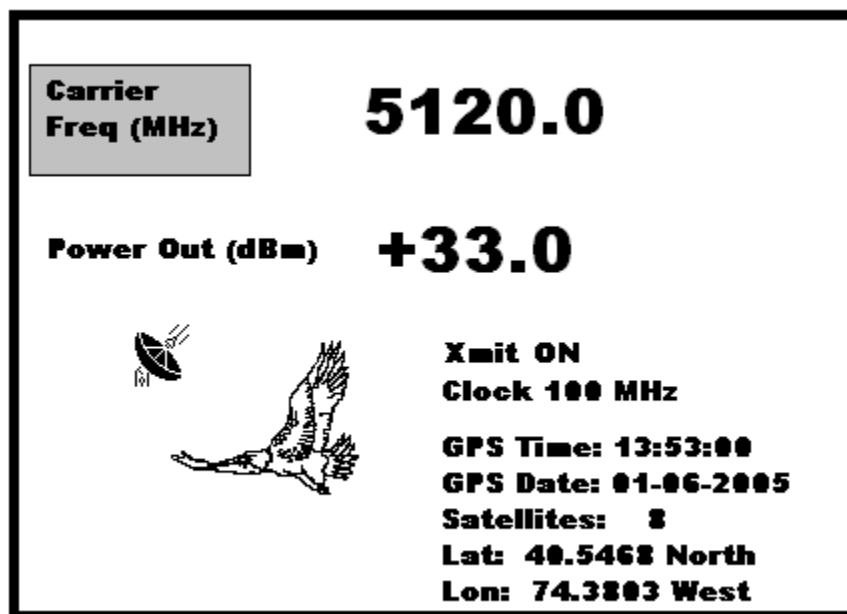 Carrier
Freq (MHz)
5120.0
Power Out (dBm)
+33.0
Xmit ON
Clock 100 MHz
GPS Time: 13:53:00
GPS Date: 01-06-2005
Satellites: 8
Lat: 40.5468 North
Lon: 74.3803 West